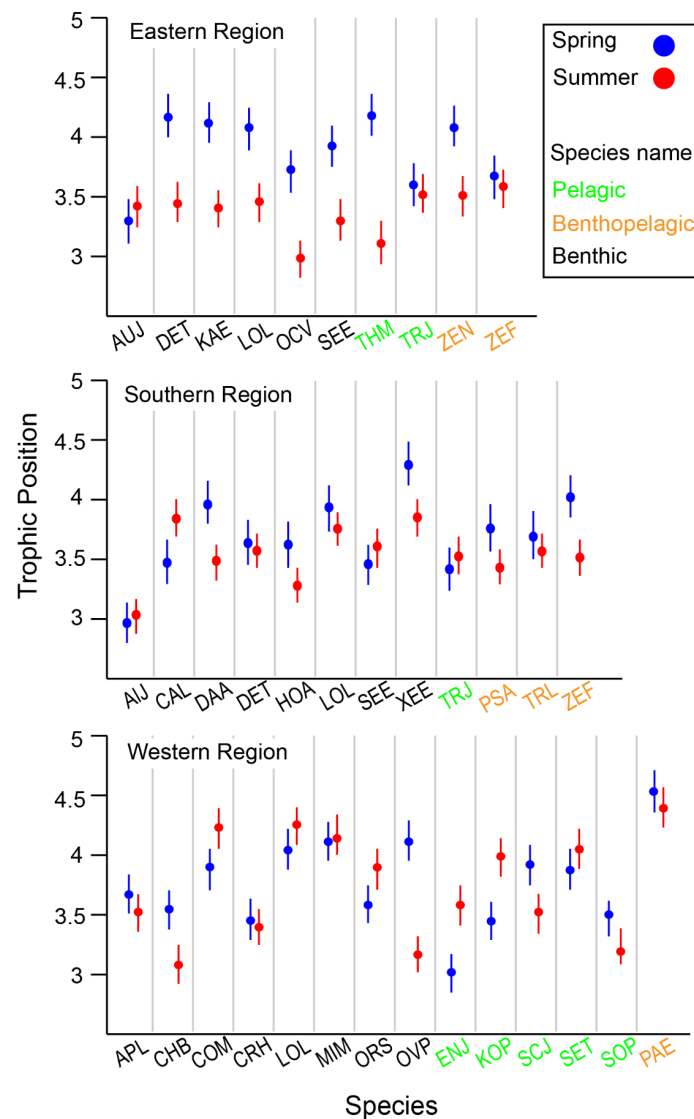 Eastern Region
5
4.5
4
3.5
3
AUJ DET KAE LOL OCV SEE THM TRJ ZEN ZEF
Spring
Summer
Species name
Pelagic
Benthopelagic
Benthic
Trophic Position
Southern Region
5
4.5
4
3.5
3
AIJ CAL DAA DET HOA LOL SEE XEE TRJ PSA TRL ZEF
Western Region
5
4.5
4
3.5
3
APL CHB COM CRH LOL MIM ORS OVP ENJ KOP SCJ SET SOP PAE
Species